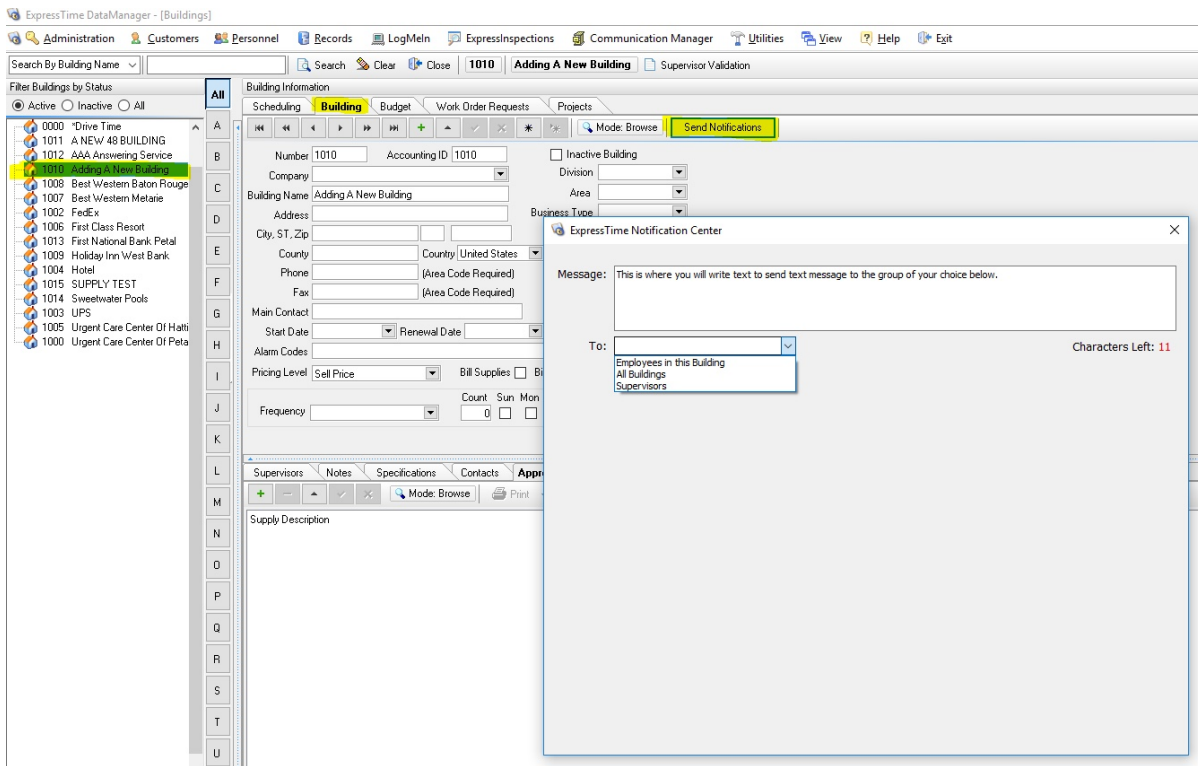 ExpressTime DataManager - [Buildings]
Administration Customers Personnel Records LogMeIn ExpressInspections Communication Manager Utilities View Help Exit
Search By Building Name Search Clear Close 1010 Adding A New Building Supervisor Validation
Filter Buildings by Status
Active Inactive All
0000 *Drive Time
1011 A NEW 48 BUILDING
1012 AAA Answering Service
1010 Adding A New Building
1008 Best Western Baton Rouge
1007 Best Western Metarie
1002 FedEx
1006 First Class Resort
1013 First National Bank Petal
1009 Holiday Inn West Bank
1004 Hotel
1015 SUPPLY TEST
1014 Sweetwater Pools
1003 UPS
1005 Urgent Care Center Of Hatti
1000 Urgent Care Center Of Peta
All
A
B
C
D
E
F
G
H
I
J
K
L
M
N
O
P
Q
R
S
T
U
Building Information
Scheduling Building Budget Work Order Requests Projects
Mode: Browse Send Notifications
Number 1010 Accounting ID 1010 Inactive Building
Company Division
Building Name Adding A New Building Area
Address Business Type
City, ST, Zip
County Country United States
Phone (Area Code Required)
Fax (Area Code Required)
Main Contact
Start Date Renewal Date
Alarm Codes
Pricing Level Sell Price Bill Supplies Bi
Count Sun Mon
Frequency 0
Supervisors Notes Specifications Contacts Appr
Mode: Browse Print
Supply Description
ExpressTime Notification Center
Message: This is where you will write text to send text message to the group of your choice below.
To: Characters Left: 11
Employees in this Building
All Buildings
Supervisors